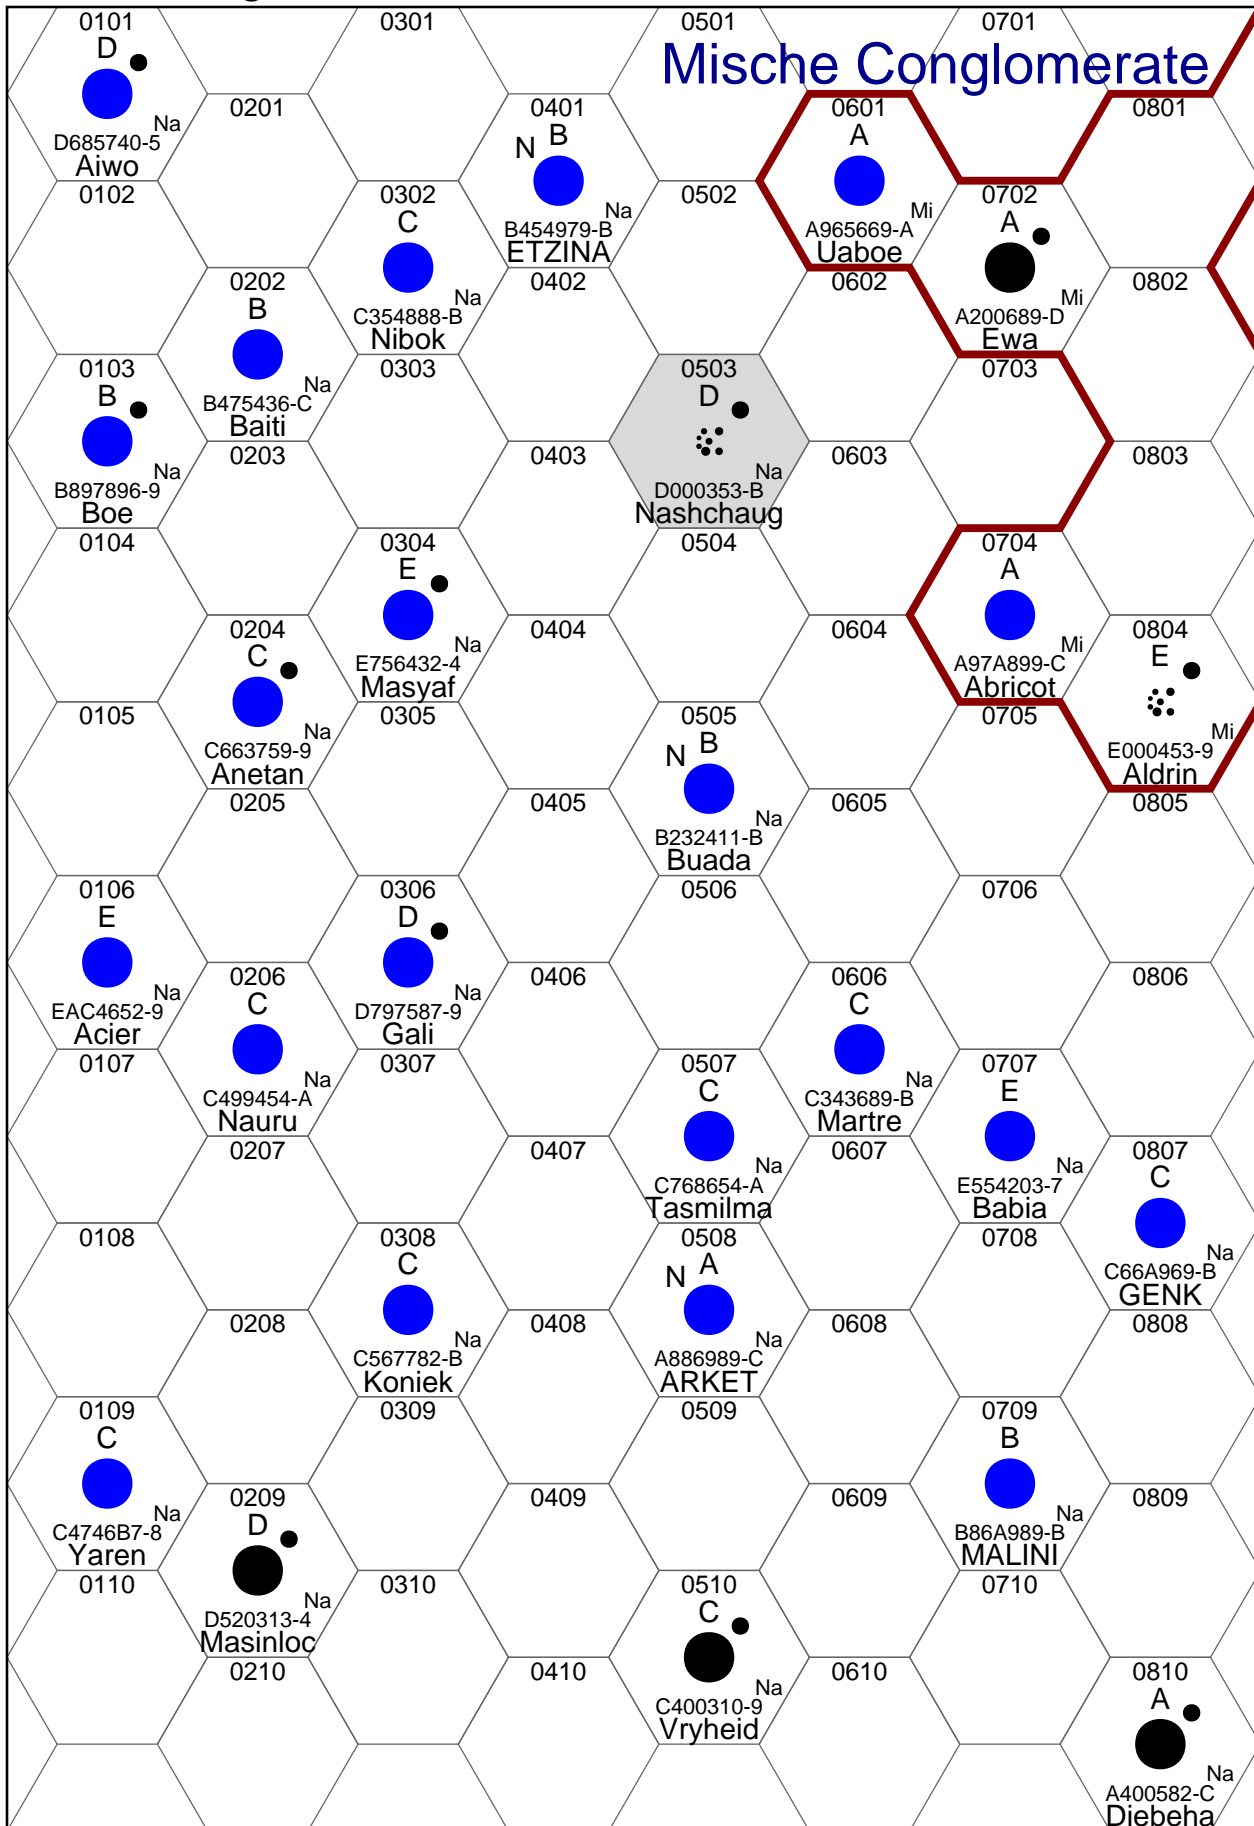 Mische Conglomerate
0101
D
D685740-5
Na
Aiwo
0301
0501
0701
0201
0401
N
B
B454979-B
Na
ETZINA
0601
A
A965669-A
Mi
Uaboe
0801
0102
0302
C
C354888-B
Na
Nibok
0502
0702
A
A200689-D
Mi
Ewa
0202
B
B475436-C
Na
Baiti
0402
0602
0802
0103
B
B897896-9
Na
Boe
0303
0503
D
D000353-B
Na
Nashchaug
0703
0203
0403
0603
0803
0104
0304
E
E756432-4
Na
Masyaf
0504
0704
A
A97A899-C
Mi
Abricot
0204
C
C663759-9
Na
Anetan
0404
0604
0804
E
E000453-9
Mi
Aldrin
0105
0305
0505
N
B
B232411-B
Na
Buada
0705
0205
0405
0605
0805
0106
E
EAC4652-9
Na
Acier
0306
D
D797587-9
Na
Gali
0506
0706
0206
C
C499454-A
Na
Nauru
0406
0606
C
C343689-B
Na
Martre
0806
0107
0307
0507
C
C768654-A
Na
Tasmilma
0707
E
E554203-7
Na
Babia
0207
0407
0607
0807
C
C66A969-B
Na
GENK
0108
0308
C
C567782-B
Na
Koniek
0508
N
A
A886989-C
Na
ARKET
0708
0208
0408
0608
0808
0109
C
C4746B7-8
Na
Yaren
0309
0509
0709
B
B86A989-B
Na
MALINI
0209
D
D520313-4
Na
Masinloc
0409
0609
0809
0110
0310
0510
C
C400310-9
Na
Vryheid
0710
0210
0410
0610
0810
A
A400582-C
Na
Diebeha